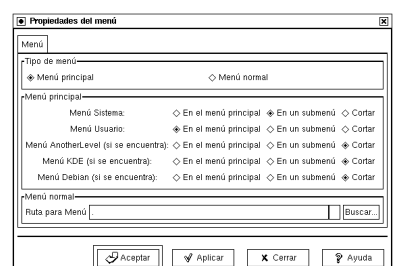 Propiedades del menú
Menú
Tipo de menú
Menú principal Menú normal
Menú principal
Menú Sistema: En el menú principal En un submenú Cortar
Menú Usuario: En el menú principal En un submenú Cortar
Menú AnotherLevel (si se encuentra): En el menú principal En un submenú Cortar
Menú KDE (si se encuentra): En el menú principal En un submenú Cortar
Menú Debian (si se encuentra): En el menú principal En un submenú Cortar
Menú normal
Ruta para Menú . Buscar...
Aceptar Aplicar Cerrar Ayuda